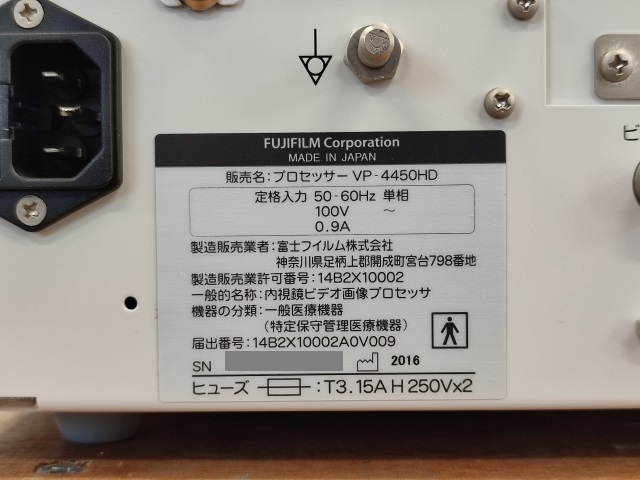 FUJIFILM Corporation
MADE IN JAPAN
販売名：プロセッサー VP-4450HD
定格入力 50-60Hz 単相
100V ～
0.9A
製造販売業者：富士フイルム株式会社
神奈川県足柄上郡開成町宮台798番地
製造販売業許可番号：14B2X10002
一般的名称：内視鏡ビデオ画像プロセッサ
機器の分類：一般医療機器
（特定保守管理医療機器）
届出番号：14B2X10002A0V009
SN 2016
ヒューズ ：T3.15A H 250V×2
ビ